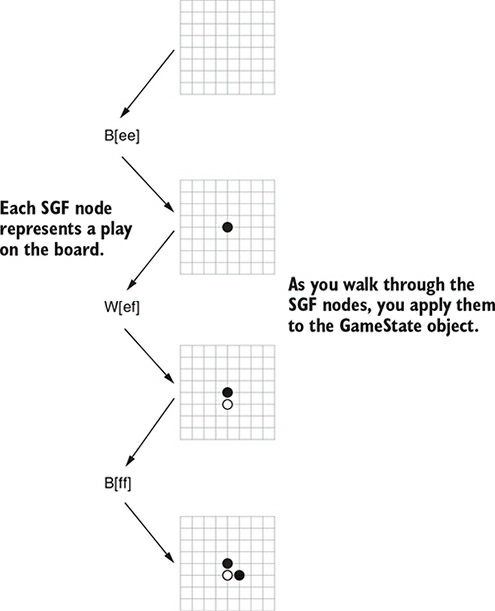 B[ee]
Each SGF node
represents a play
on the board.
As you walk through the
SGF nodes, you apply them
to the GameState object.
W[ef]
B[ff]